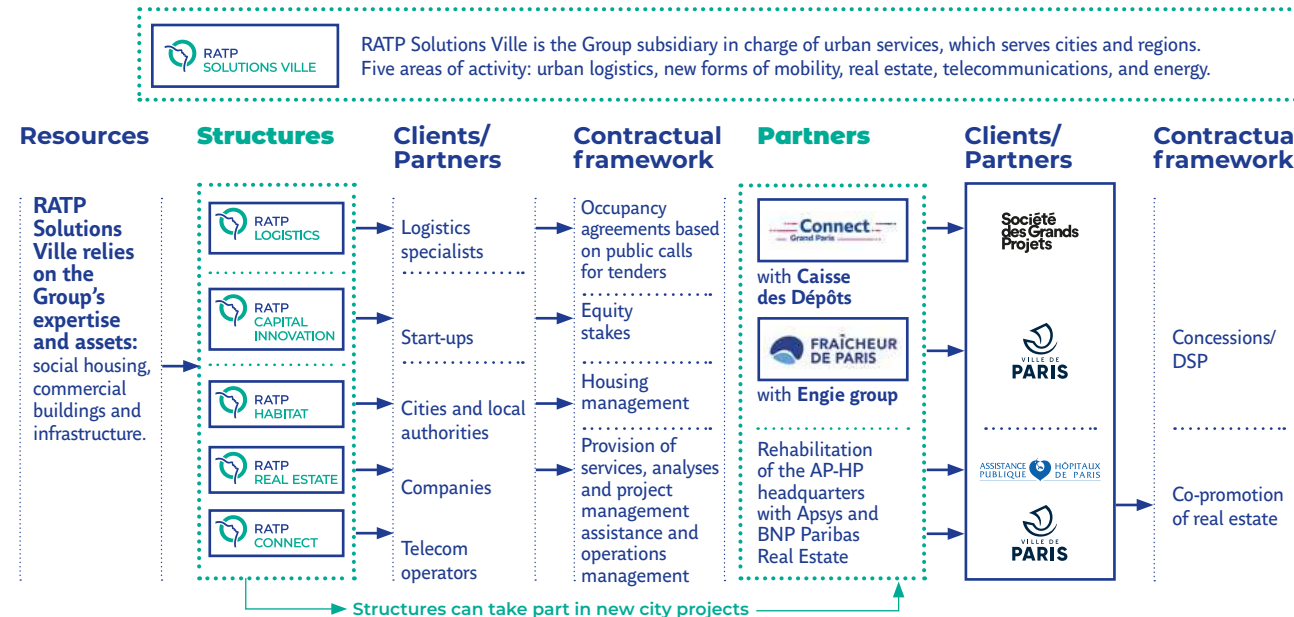 RATP
SOLUTIONS VILLE
RATP Solutions Ville is the Group subsidiary in charge of urban services, which serves cities and regions.
Five areas of activity: urban logistics, new forms of mobility, real estate, telecommunications, and energy.
Resources
RATP
Solutions
Ville relies
on the
Group's
expertise
and assets:
social housing,
commercial
buildings and
infrastructure.
Structures
RATP
LOGISTICS
RATP
CAPITAL
INNOVATION
RATP
HABITAT
RATP
REAL ESTATE
RATP
CONNECT
Clients/
Partners
Logistics
specialists
Start-ups
Cities and local
authorities
Companies
Telecom
operators
Contractual
framework
Occupancy
agreements based
on public calls
for tenders
Equity
stakes
Housing
management
Provision of
services, analyses
and project
management
assistance and
operations
management
Partners
Connect
Grand Paris
with Caisse
des Dépôts
FRAÎCHEUR
DE PARIS
with Engie group
Rehabilitation
of the AP-HP
headquarters
with Apsys and
BNP Paribas
Real Estate
Clients/
Partners
Société
des Grands
Projets
VILLE DE
PARIS
ASSISTANCE HÔPITAUX
PUBLIQUE DE PARIS
VILLE DE
PARIS
Contractua
framework
Concessions/
DSP
Co-promotion
of real estate
Structures can take part in new city projects